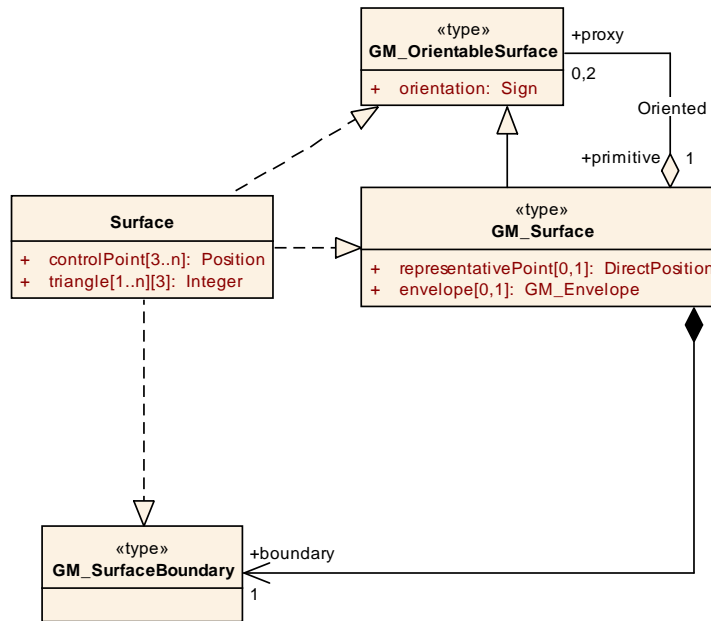 «type»
GM_OrientableSurface
+ orientation: Sign
+proxy
0,2
Oriented
+primitive 1
Surface
+ controlPoint[3..n]: Position
+ triangle[1..n][3]: Integer
«type»
GM_Surface
+ representativePoint[0,1]: DirectPosition
+ envelope[0,1]: GM_Envelope
«type»
GM_SurfaceBoundary
+boundary
1